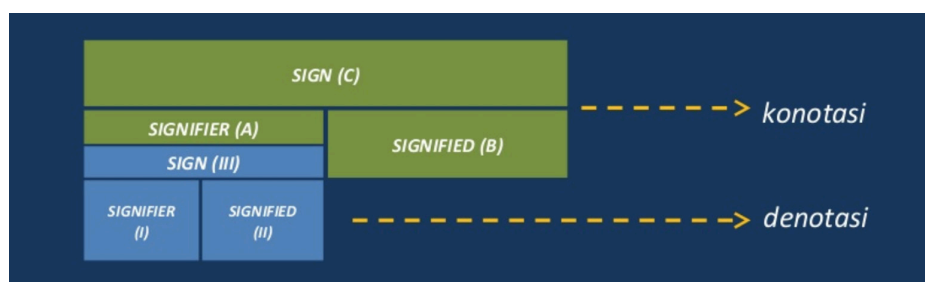 SIGN (C)
konotasi
SIGNIFIER (A)
SIGNIFIED (B)
SIGN (III)
SIGNIFIER
(I)
SIGNIFIED
(II)
denotasi